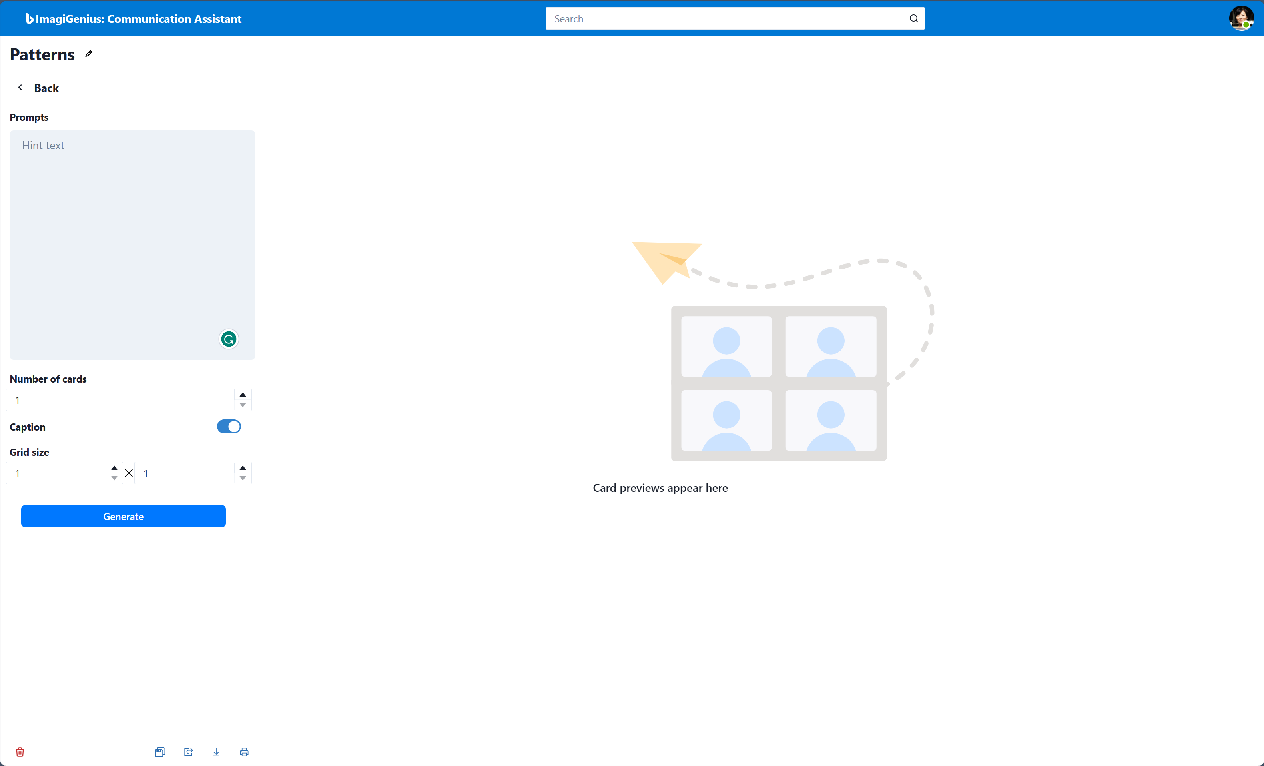 ImagiGenius: Communication Assistant
Search
Patterns
Back
Prompts
Hint text
Number of cards
1
Caption
Grid size
1 × 1
Generate
Card previews appear here